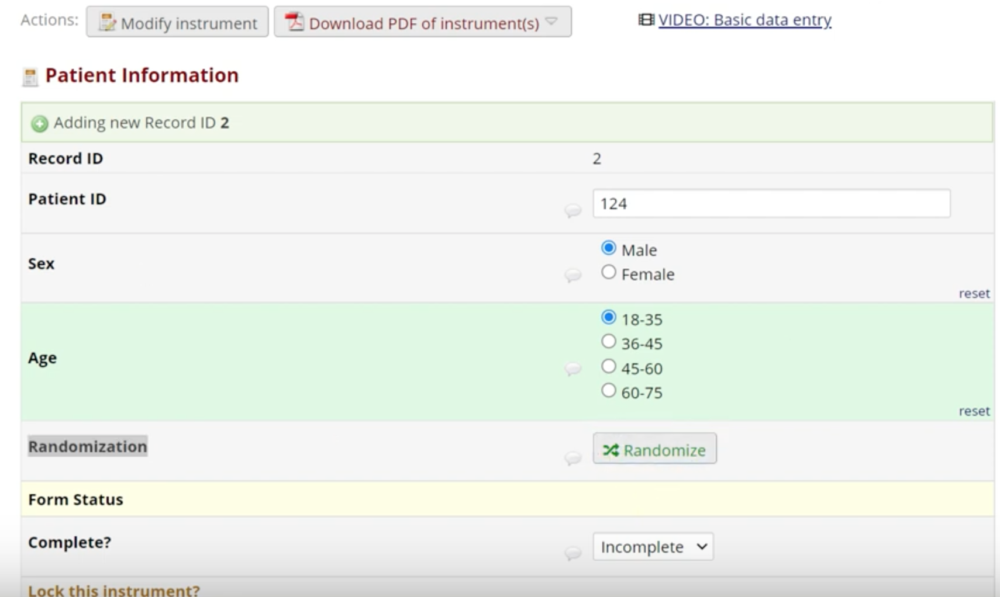 Actions: Modify instrument Download PDF of instrument(s) VIDEO: Basic data entry
Patient Information
Adding new Record ID 2
Record ID 2
Patient ID 124
Sex
Male
Female
reset
Age
18-35
36-45
45-60
60-75
reset
Randomization Randomize
Form Status
Complete? Incomplete
Lock this instrument?